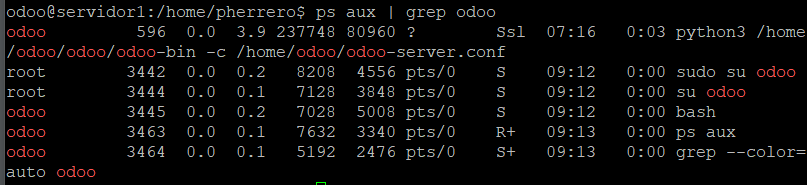 odoo@servidor1:/home/pherrero$ ps aux | grep odoo
odoo         596  0.0  3.9 237748 80960 ?        Ssl  07:16   0:03 python3 /home
/odoo/odoo/odoo-bin -c /home/odoo/odoo-server.conf
root        3442  0.0  0.2   8208  4556 pts/0    S    09:12   0:00 sudo su odoo
root        3444  0.0  0.1   7128  3848 pts/0    S    09:12   0:00 su odoo
odoo        3445  0.0  0.2   7028  5008 pts/0    S    09:12   0:00 bash
odoo        3463  0.0  0.1   7632  3340 pts/0    R+   09:13   0:00 ps aux
odoo        3464  0.0  0.1   5192  2476 pts/0    S+   09:13   0:00 grep --color=
auto odoo